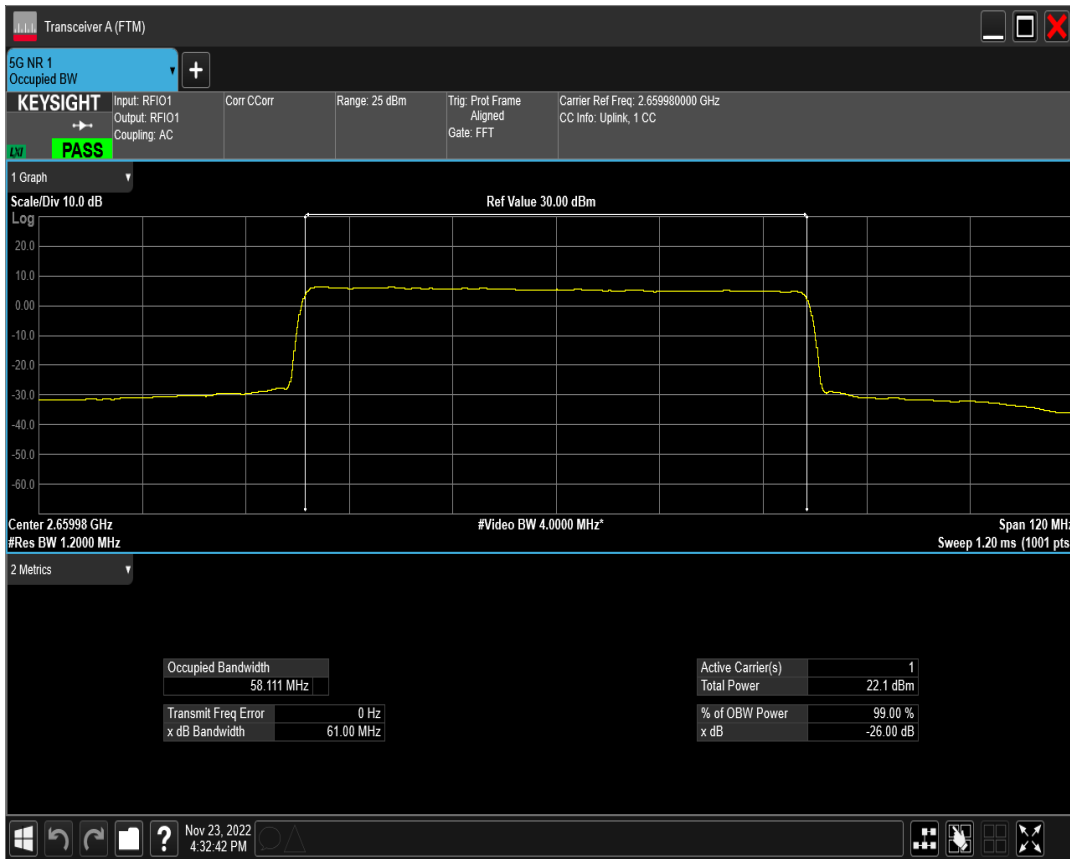 Transceiver A (FTM)
5G NR 1
Occupied BW
+
KEYSIGHT
LXI
PASS
Input: RFIO1
Output: RFIO1
Coupling: AC
Corr CCorr
Range: 25 dBm
Trig: Prot Frame
Aligned
Gate: FFT
Carrier Ref Freq: 2.659980000 GHz
CC Info: Uplink, 1 CC
1 Graph
Scale/Div 10.0 dB
Ref Value 30.00 dBm
Log
20.0
10.0
0.00
-10.0
-20.0
-30.0
-40.0
-50.0
-60.0
Center 2.65998 GHz
#Video BW 4.0000 MHz*
Span 120 MHz
#Res BW 1.2000 MHz
Sweep 1.20 ms (1001 pts
2 Metrics
Occupied Bandwidth
58.111 MHz
Transmit Freq Error 0 Hz
x dB Bandwidth 61.00 MHz
Active Carrier(s) 1
Total Power 22.1 dBm
% of OBW Power 99.00 %
x dB -26.00 dB
?
Nov 23, 2022
4:32:42 PM